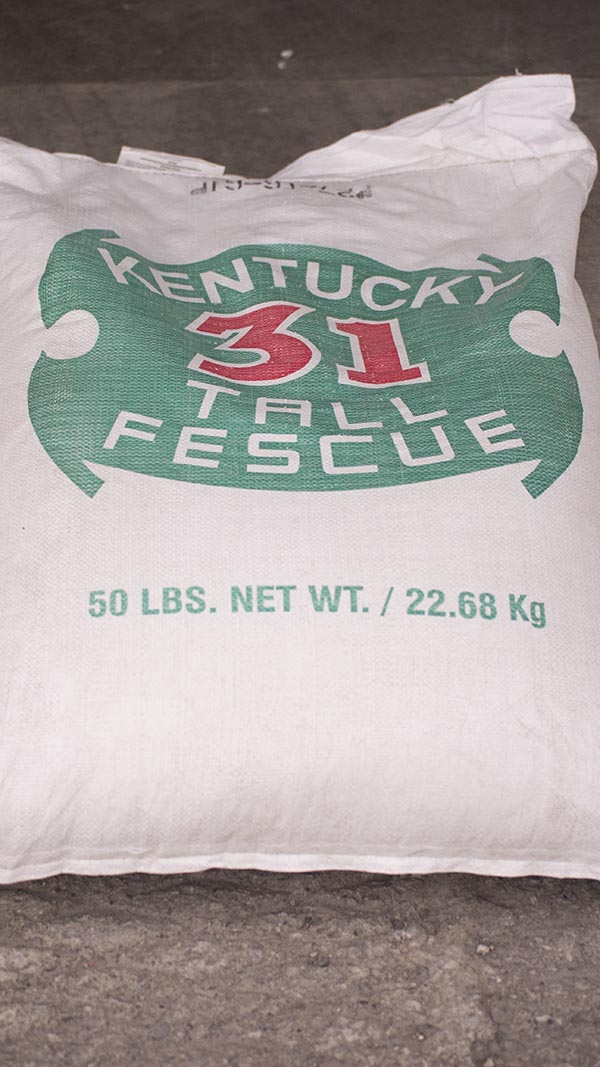 KENTUCKY
31
TALL
FESCUE
50 LBS. NET WT. / 22.68 Kg